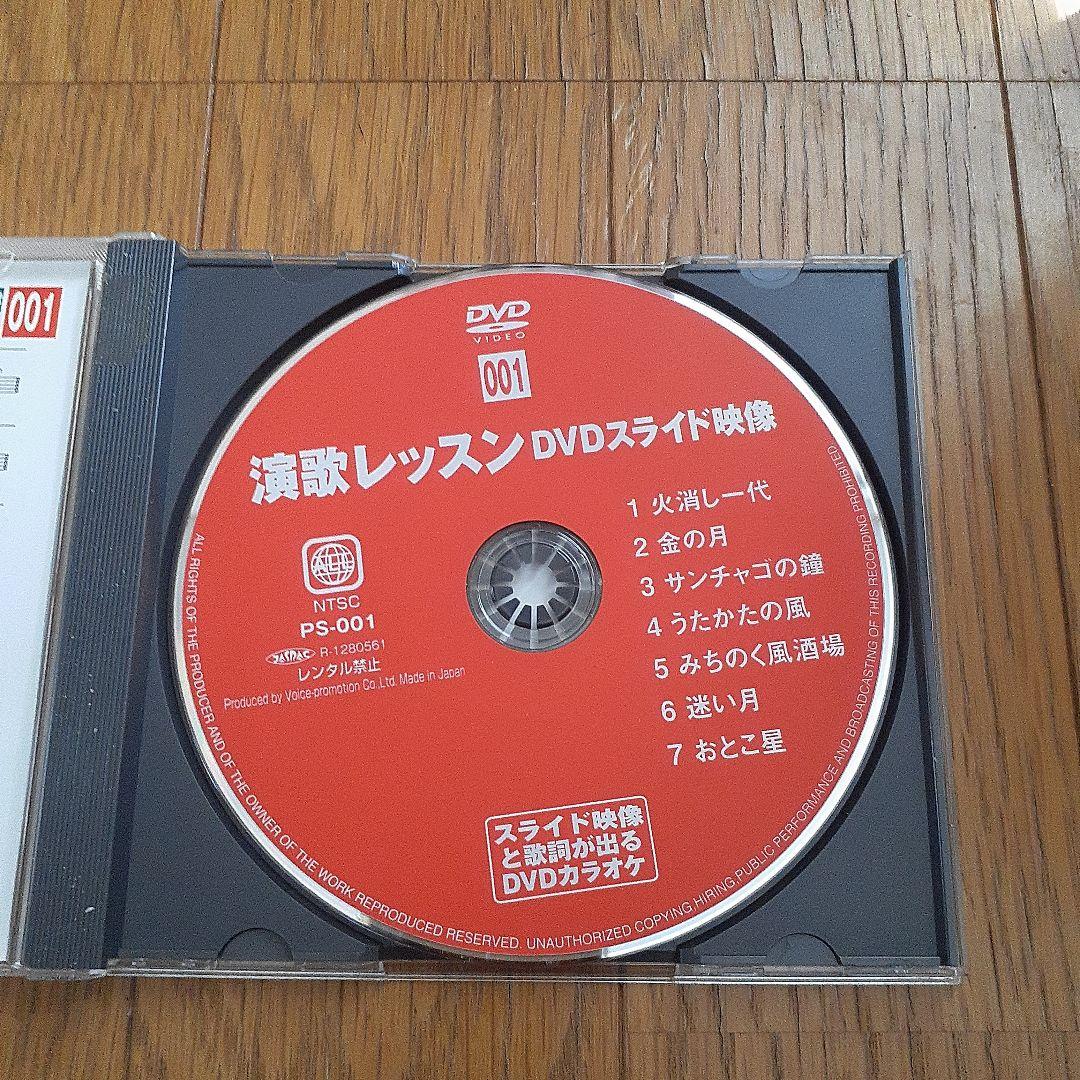 001
DVD
VIDEO
001
演歌レッスン DVDスライド映像
1 火消し一代
2 金の月
3 サンチャゴの鐘
4 うたかたの風
5 みちのく風酒場
6 迷い月
7 おとこ星
ALL
NTSC
PS-001
JASRAC R-1280561
レンタル禁止
Produced by Voice-promotion Co.,Ltd. Made in Japan
スライド映像
と歌詞が出る
DVDカラオケ
ALL RIGHTS OF THE PRODUCER AND OF THE OWNER OF THE WORK REPRODUCED RESERVED. UNAUTHORIZED COPYING,HIRING,PUBLIC PERFORMANCE AND BROADCASTING OF THIS RECORDING PROHIBITED